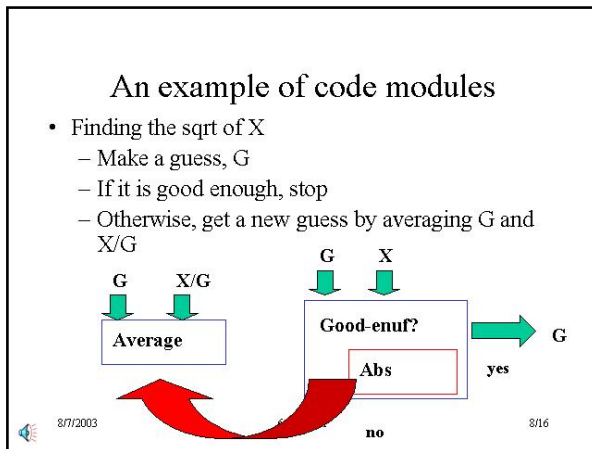 An example of code modules
• Finding the sqrt of X
– Make a guess, G
– If it is good enough, stop
– Otherwise, get a new guess by averaging G and
X/G
G X/G
G X
Average
Good-enuf?
Abs
G
yes
no
8/7/2003
8/16